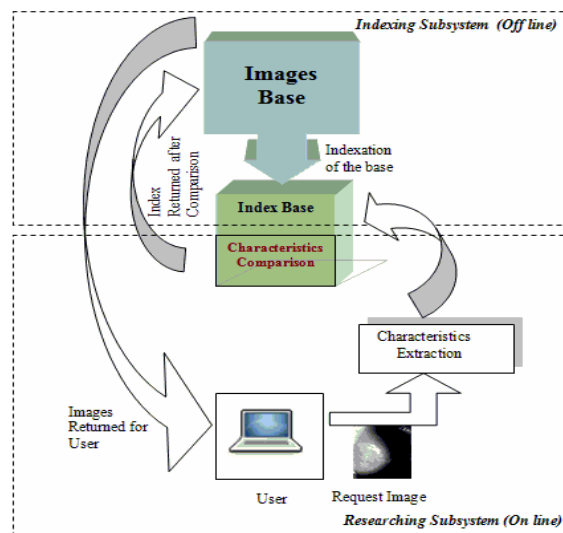 Indexing Subsystem (Off line)
Images
Base
Indexation
of the base
Index
Returned after
Comparison
Index Base
Characteristics
Comparison
Characteristics
Extraction
Images
Returned for
User
User
Request Image
Researching Subsystem (On line)